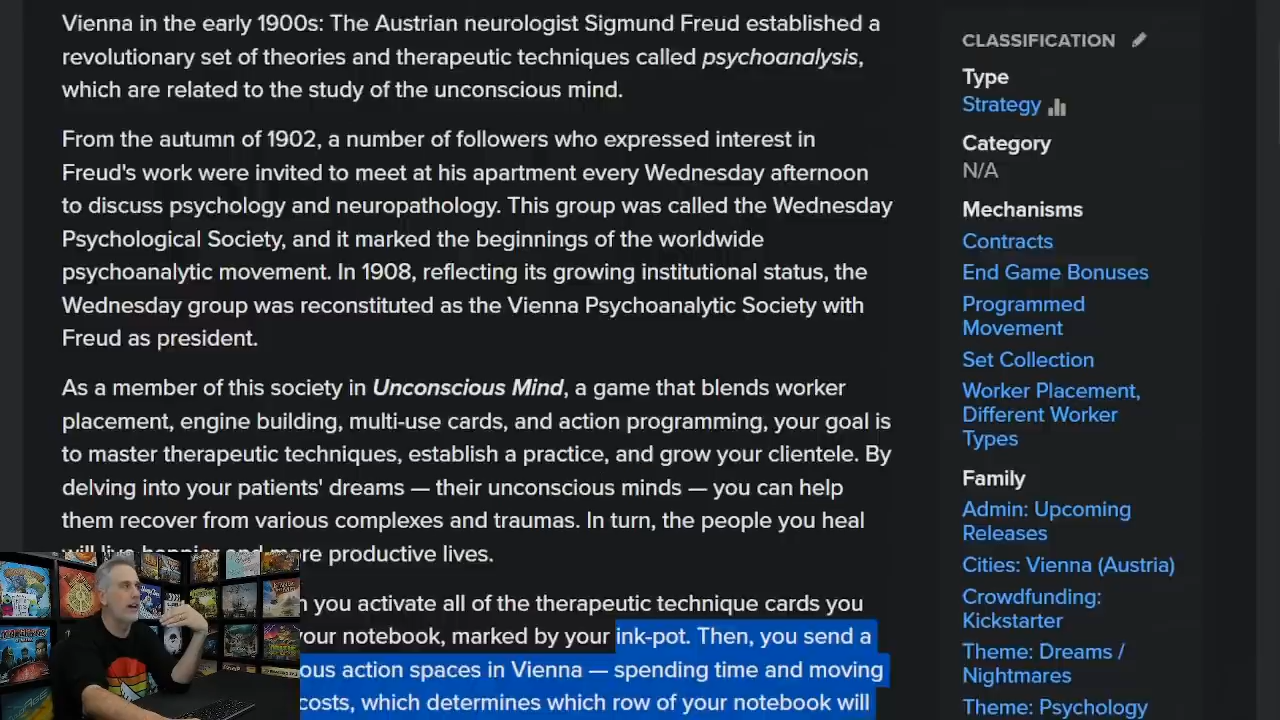 Vienna in the early 1900s: The Austrian neurologist Sigmund Freud established a
revolutionary set of theories and therapeutic techniques called psychoanalysis,
which are related to the study of the unconscious mind.
From the autumn of 1902, a number of followers who expressed interest in
Freud's work were invited to meet at his apartment every Wednesday afternoon
to discuss psychology and neuropathology. This group was called the Wednesday
Psychological Society, and it marked the beginnings of the worldwide
psychoanalytic movement. In 1908, reflecting its growing institutional status, the
Wednesday group was reconstituted as the Vienna Psychoanalytic Society with
Freud as president.
As a member of this society in Unconscious Mind, a game that blends worker
placement, engine building, multi-use cards, and action programming, your goal is
to master therapeutic techniques, establish a practice, and grow your clientele. By
delving into your patients' dreams — their unconscious minds — you can help
them recover from various complexes and traumas. In turn, the people you heal
will live happier and more productive lives.
you activate all of the therapeutic technique cards you
your notebook, marked by your ink-pot. Then, you send a
action spaces in Vienna — spending time and moving
costs, which determines which row of your notebook will
CLASSIFICATION
Type
Strategy
Category
N/A
Mechanisms
Contracts
End Game Bonuses
Programmed
Movement
Set Collection
Worker Placement,
Different Worker
Types
Family
Admin: Upcoming
Releases
Cities: Vienna (Austria)
Crowdfunding:
Kickstarter
Theme: Dreams /
Nightmares
Theme: Psychology